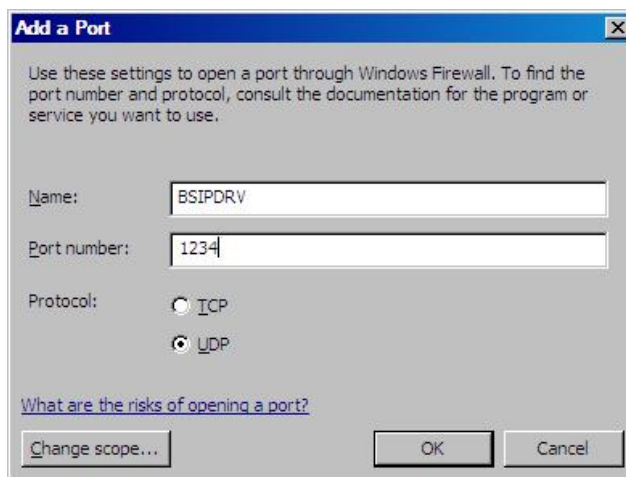 Add a Port
Use these settings to open a port through Windows Firewall. To find the
port number and protocol, consult the documentation for the program or
service you want to use.
Name:
BSIPDRV
Port number:
1234
Protocol:
TCP
UDP
What are the risks of opening a port?
Change scope...
OK
Cancel